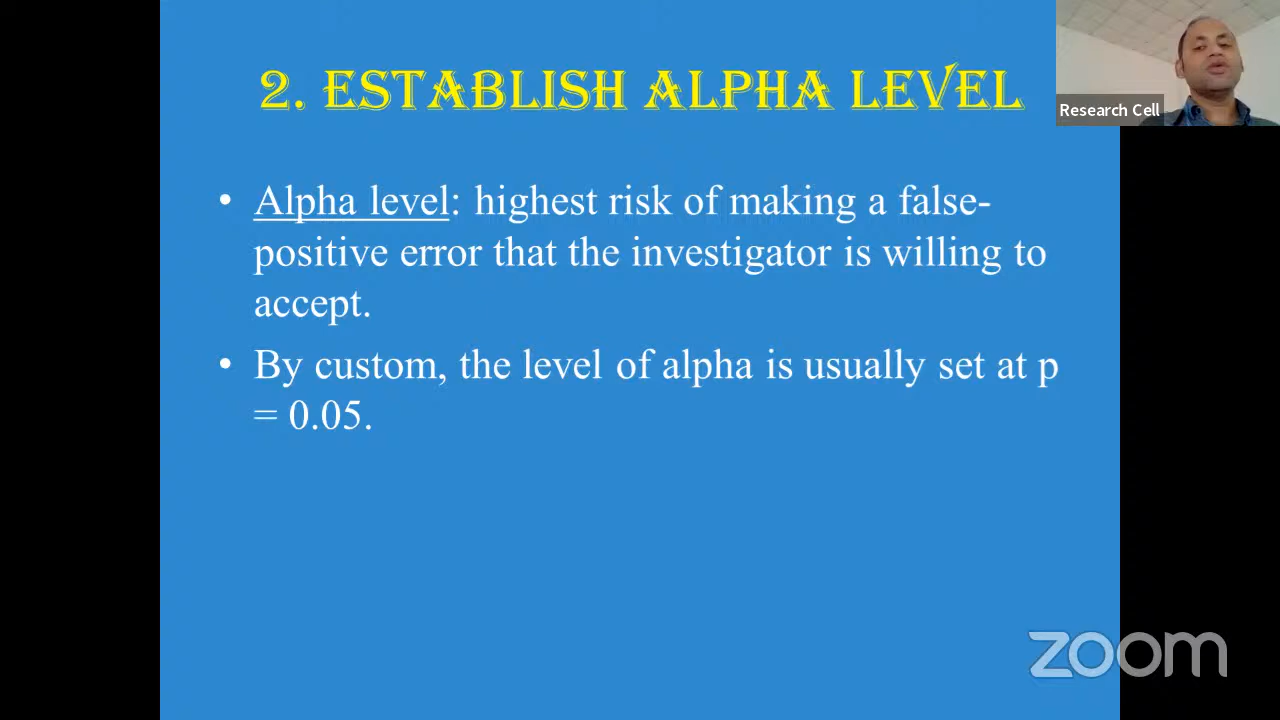 2. ESTABLISH ALPHA LEVEL
Research Cell
• Alpha level: highest risk of making a false-
positive error that the investigator is willing to
accept.
• By custom, the level of alpha is usually set at p
= 0.05.
zoom